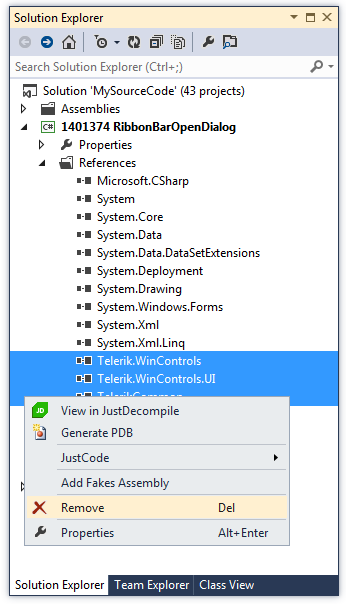 Solution Explorer
Search Solution Explorer (Ctrl+;)
Solution 'MySourceCode' (43 projects)
Assemblies
C# 1401374 RibbonBarOpenDialog
Properties
References
Microsoft.CSharp
System
System.Core
System.Data
System.Data.DataSetExtensions
System.Deployment
System.Drawing
System.Windows.Forms
System.Xml
System.Xml.Linq
Telerik.WinControls
Telerik.WinControls.UI
TelerikCommon
JD View in JustDecompile
Generate PDB
JustCode
Add Fakes Assembly
Remove Del
Properties Alt+Enter
Solution Explorer Team Explorer Class View